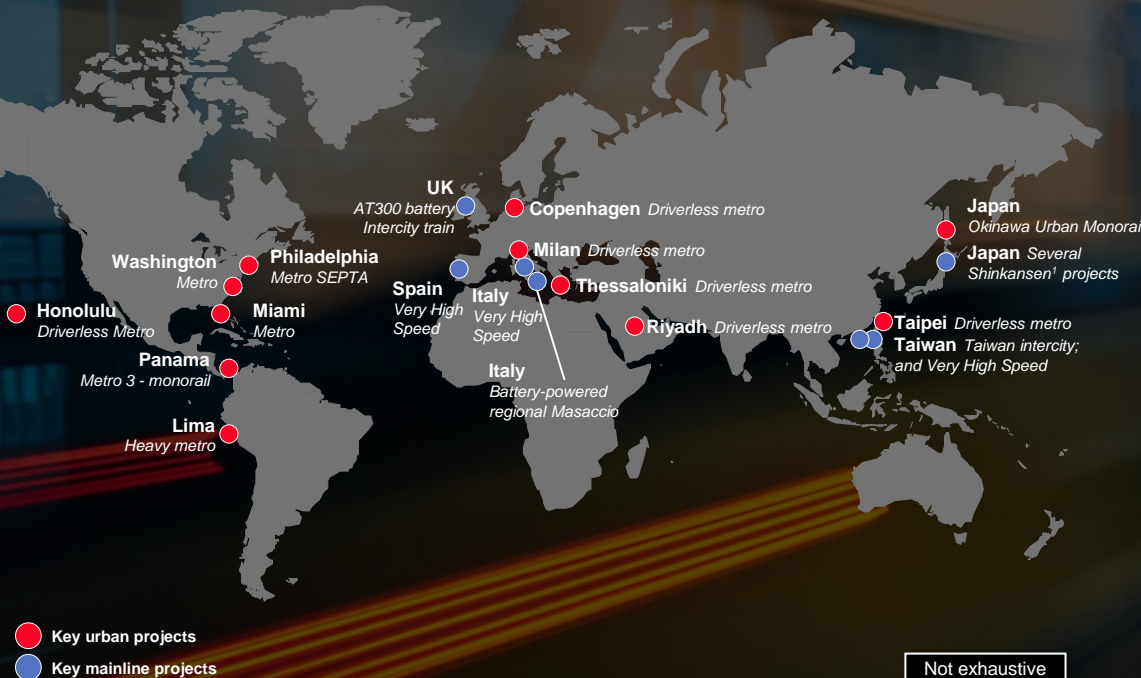 UK
AT300 battery
Intercity train
Copenhagen Driverless metro
Japan
Okinawa Urban Monorai
Japan Several
Shinkansen¹ projects
Milan Driverless metro
Washington
Metro
Philadelphia
Metro SEPTA
Thessaloniki Driverless metro
Spain
Very High
Speed
Italy
Very High
Speed
Honolulu
Driverless Metro
Miami
Metro
Riyadh Driverless metro
Taipei Driverless metro
Taiwan Taiwan intercity;
and Very High Speed
Panama
Metro 3 - monorail
Italy
Battery-powered
regional Masaccio
Lima
Heavy metro
Key urban projects
Key mainline projects
Not exhaustive